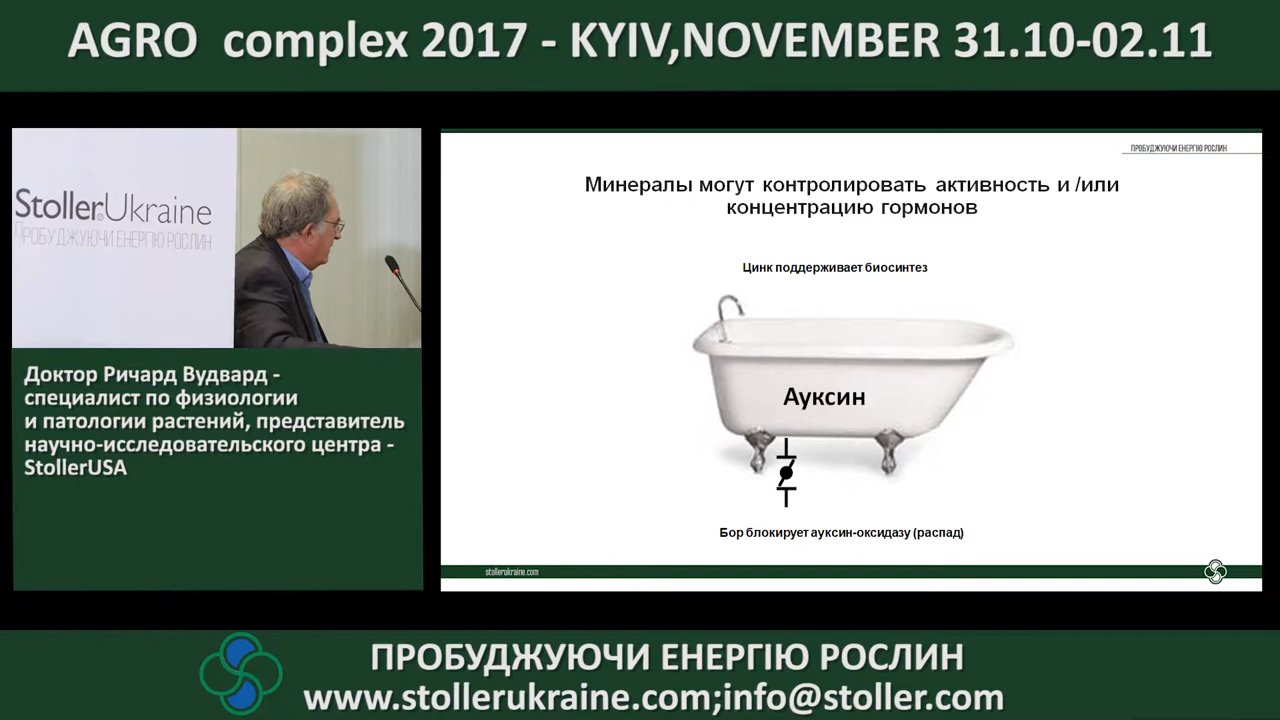 AGRO complex 2017 - KYIV,NOVEMBER 31.10-02.11
Stoller Ukraine
ПРОБУДЖУЮЧИ ЕНЕРГІЮ РОСЛИН
Доктор Ричард Вудвард -
специалист по физиологии
и патологии растений, представитель
научно-исследовательского центра -
StollerUSA
ПРОБУДЖУЮЧИ ЕНЕРГІЮ РОСЛИН
Минералы могут контролировать активность и /или
концентрацию гормонов
Цинк поддерживает биосинтез
Ауксин
Бор блокирует ауксин-оксидазу (распад)
stollerukraine.com
ПРОБУДЖУЮЧИ ЕНЕРГІЮ РОСЛИН
www.stollerukraine.com;info@stoller.com